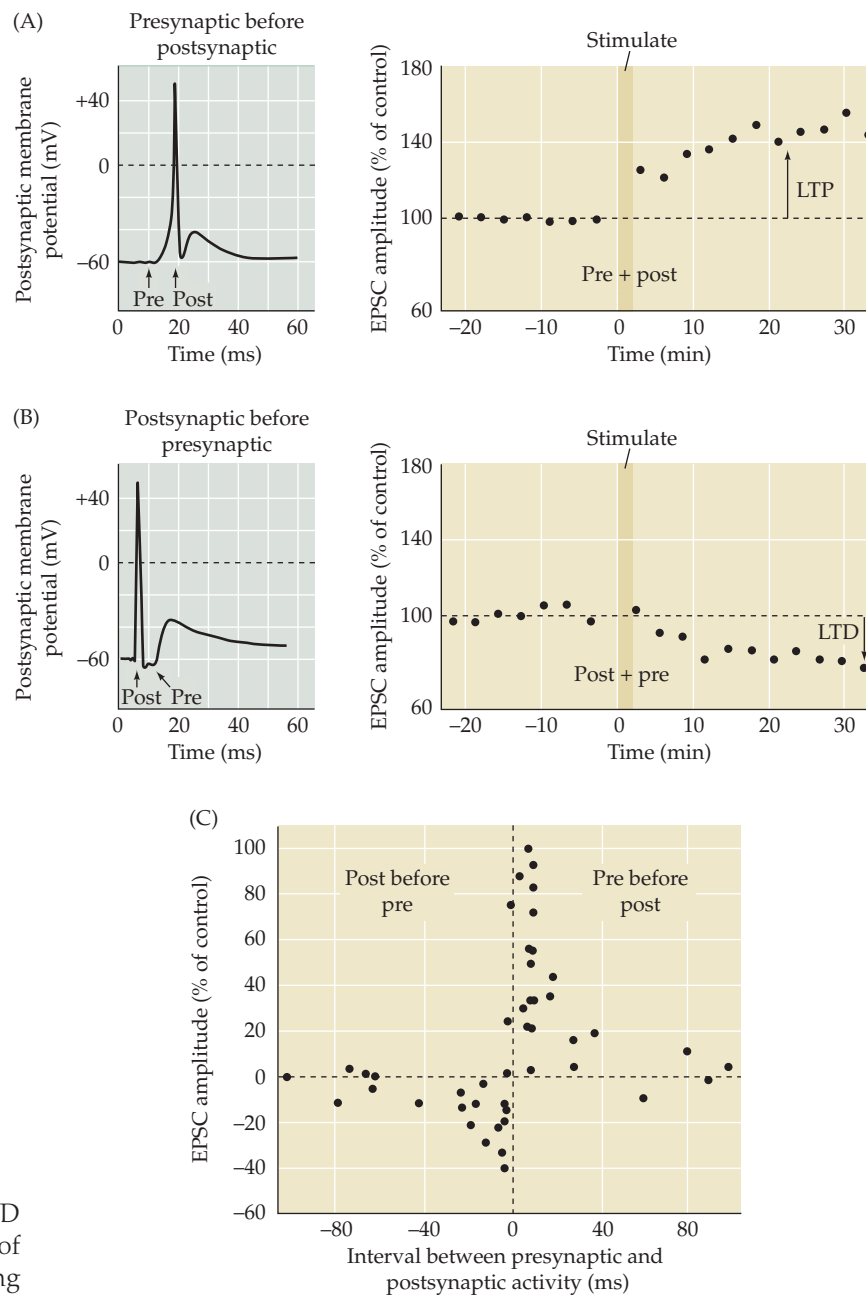 (A)
Presynaptic before
postsynaptic
Postsynaptic membrane
potential (mV)
+40
0
–60
Pre
Post
0
20
40
60
Time (ms)
Stimulate
EPSC amplitude (% of control)
180
140
100
60
LTP
Pre + post
–20
–10
0
10
20
30
Time (min)
(B)
Postsynaptic before
presynaptic
Postsynaptic membrane
potential (mV)
+40
0
–60
Post
Pre
0
20
40
60
Time (ms)
Stimulate
EPSC amplitude (% of control)
180
140
100
60
LTD
Post + pre
–20
–10
0
10
20
30
Time (min)
(C)
EPSC amplitude (% of control)
100
80
60
40
20
0
–20
–40
–60
Post before
pre
Pre before
post
–80
–40
0
40
80
Interval between presynaptic and
postsynaptic activity (ms)
D
of
ng